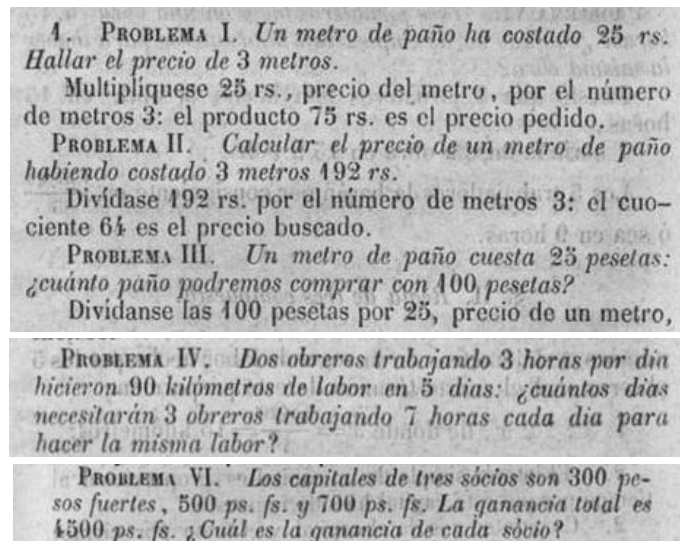 1. PROBLEMA I. Un metro de paño ha costado 25 rs.
Hallar el precio de 3 metros.
Multiplíquese 25 rs., precio del metro, por el número
de metros 3: el producto 75 rs. es el precio pedido.
PROBLEMA II. Calcular el precio de un metro de paño
habiendo costado 3 metros 192 rs.
Divídase 192 rs. por el número de metros 3: el cuo-
ciente 64 es el precio buscado.
PROBLEMA III. Un metro de paño cuesta 25 pesetas:
¿cuánto paño podremos comprar con 100 pesetas?
Divídanse las 100 pesetas por 25, precio de un metro,
PROBLEMA IV. Dos obreros trabajando 3 horas por dia
hicieron 90 kilómetros de labor en 5 dias: ¿cuántos dias
necesitarán 3 obreros trabajando 7 horas cada dia para
hacer la misma labor?
PROBLEMA VI. Los capitales de tres sócios son 300 pe-
sos fuertes, 500 ps. fs. y 700 ps. fs. La ganancia total es
4500 ps. fs. ¿Cuál es la ganancia de cada sócio?